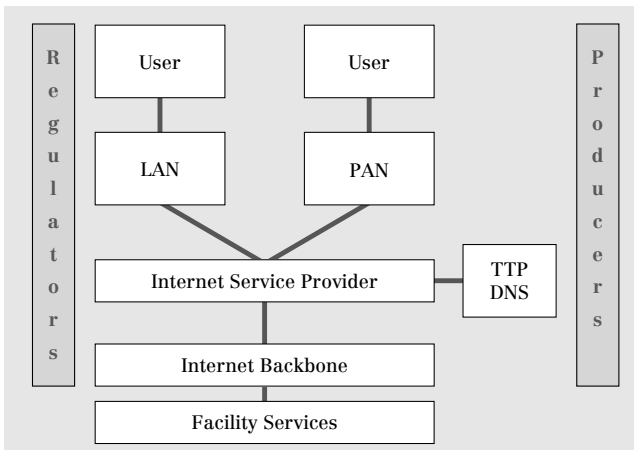 Regulators
Producers
User
User
LAN
PAN
Internet Service Provider
TTP
DNS
Internet Backbone
Facility Services